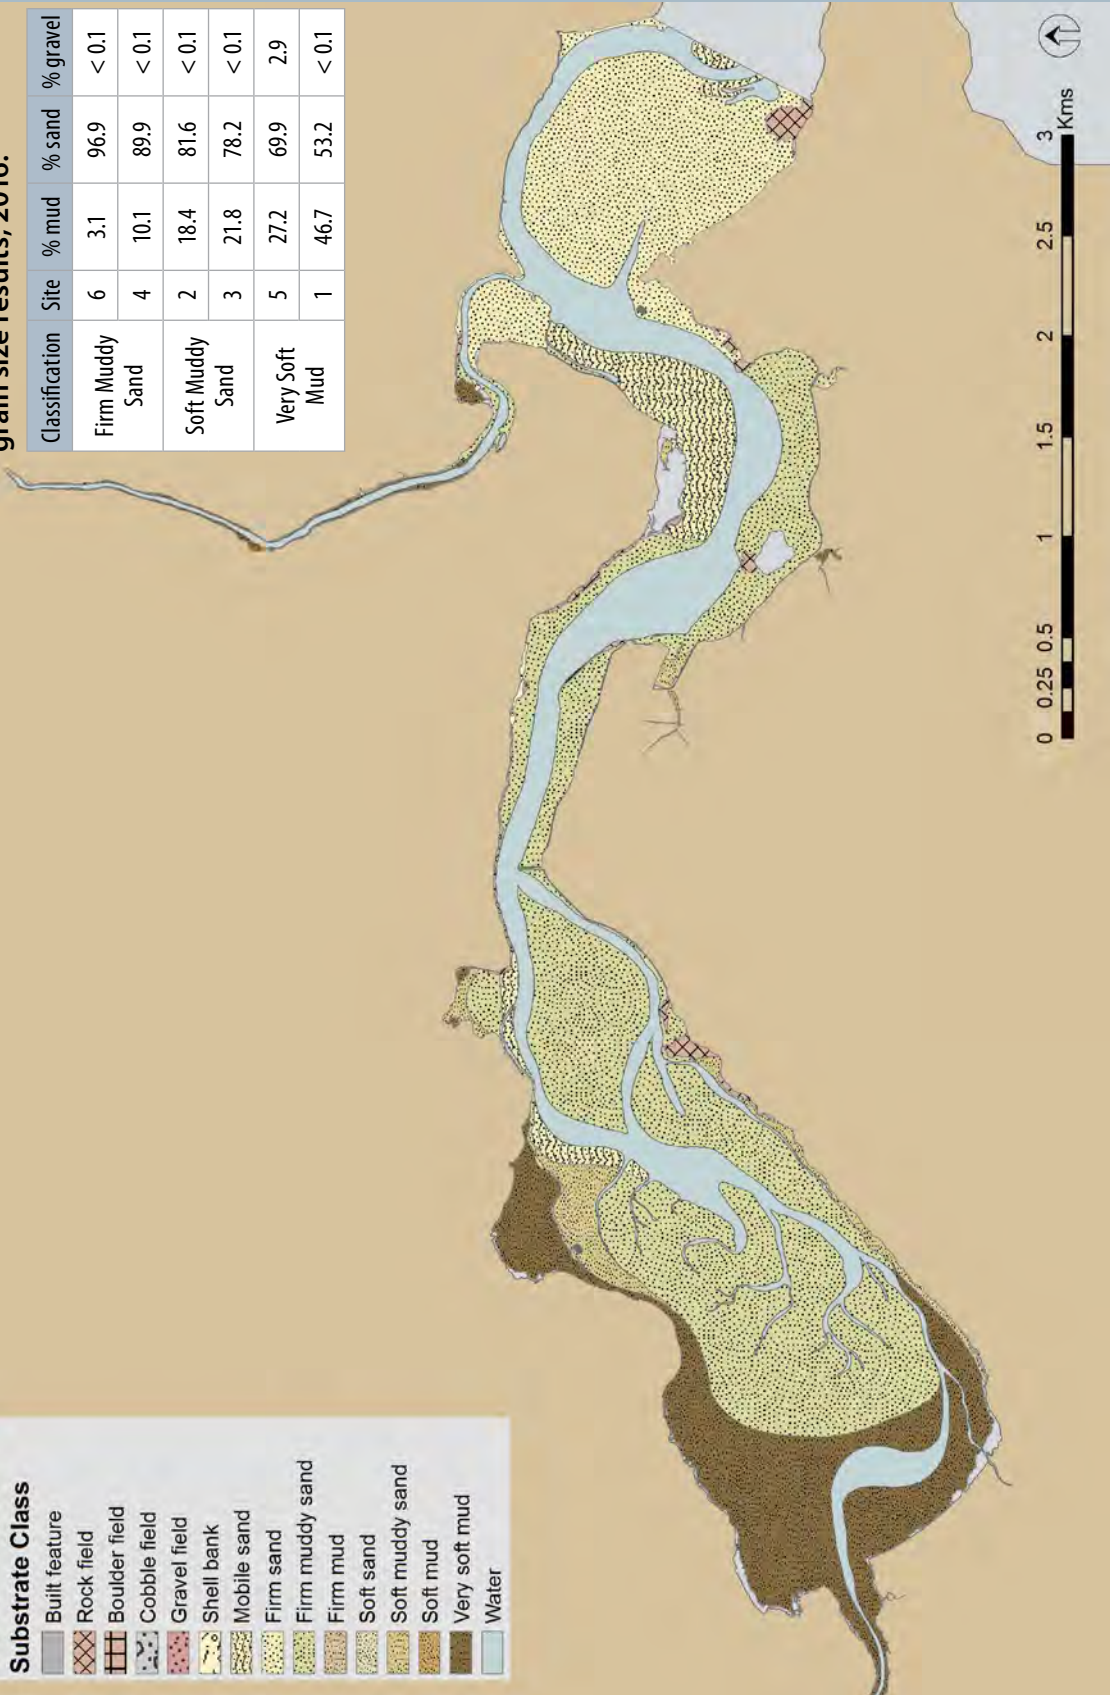 grain size results, 2016.
Classification Site % mud % sand % gravel
Firm Muddy
Sand
6 3.1 96.9 < 0.1
4 10.1 89.9 < 0.1
Soft Muddy
Sand
2 18.4 81.6 < 0.1
3 21.8 78.2 < 0.1
Very Soft
Mud
5 27.2 69.9 2.9
1 46.7 53.2 < 0.1
Substrate Class
Built feature
Rock field
Boulder field
Cobble field
Gravel field
Shell bank
Mobile sand
Firm sand
Firm muddy sand
Firm mud
Soft sand
Soft muddy sand
Soft mud
Very soft mud
Water
0 0.25 0.5 1 1.5 2 2.5 3
Kms